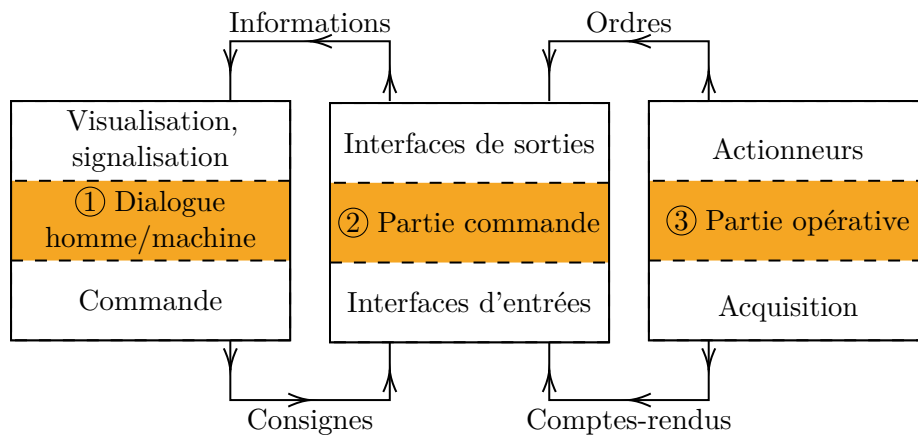 Informations
Ordres
Visualisation,
signalisation
① Dialogue
homme/machine
Commande
Interfaces de sorties
② Partie commande
Interfaces d'entrées
Actionneurs
③ Partie opérative
Acquisition
Consignes
Comptes-rendus